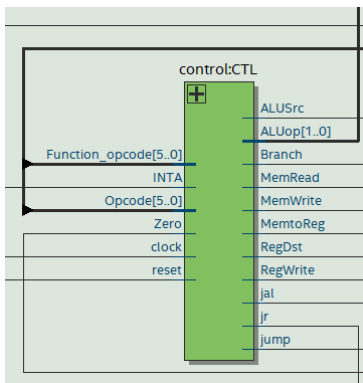 control:CTL
ALUSrc
ALUop[1..0]
Function_opcode[5..0]
Branch
INTA
MemRead
Opcode[5..0]
MemWrite
Zero
MemtoReg
clock
RegDst
reset
RegWrite
jal
jr
jump